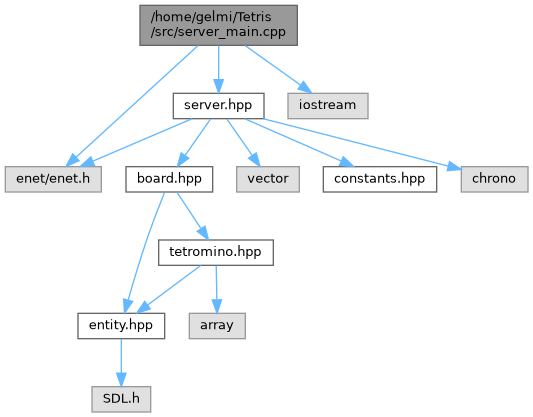 /home/gelmi/Tetris
/src/server_main.cpp
server.hpp
iostream
enet/enet.h
board.hpp
vector
constants.hpp
chrono
tetromino.hpp
entity.hpp
array
SDL.h